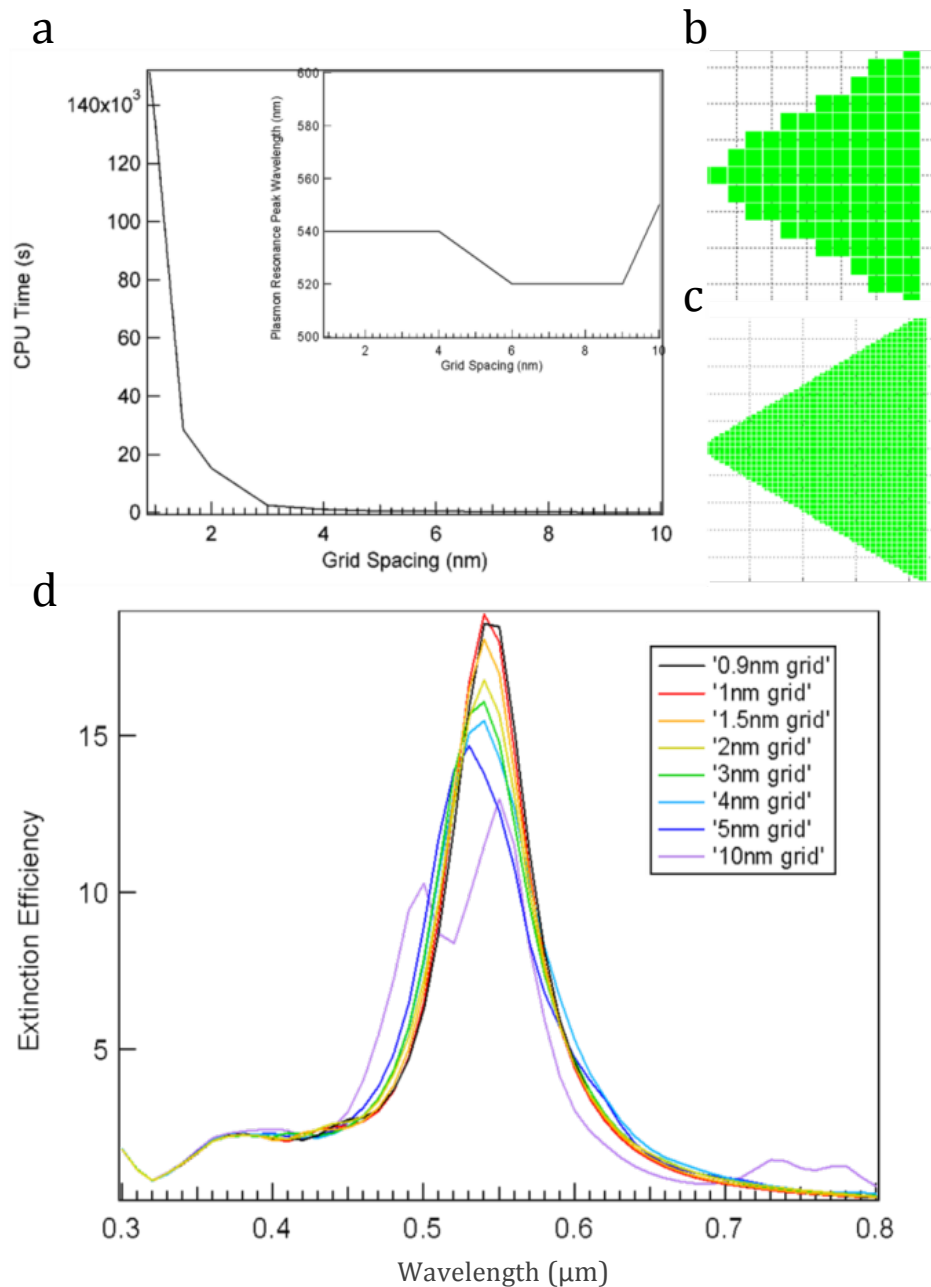 a
140x10³
120
100
80
60
40
20
0
CPU Time (s)
2
4
6
8
10
Grid Spacing (nm)
600
580
560
540
520
500
Plasmon Resonance Peak Wavelength (nm)
2
4
6
8
10
Grid Spacing (nm)
b
c
d
15
10
5
Extinction Efficiency
'0.9nm grid'
'1nm grid'
'1.5nm grid'
'2nm grid'
'3nm grid'
'4nm grid'
'5nm grid'
'10nm grid'
0.3
0.4
0.5
0.6
0.7
0.8
Wavelength (µm)